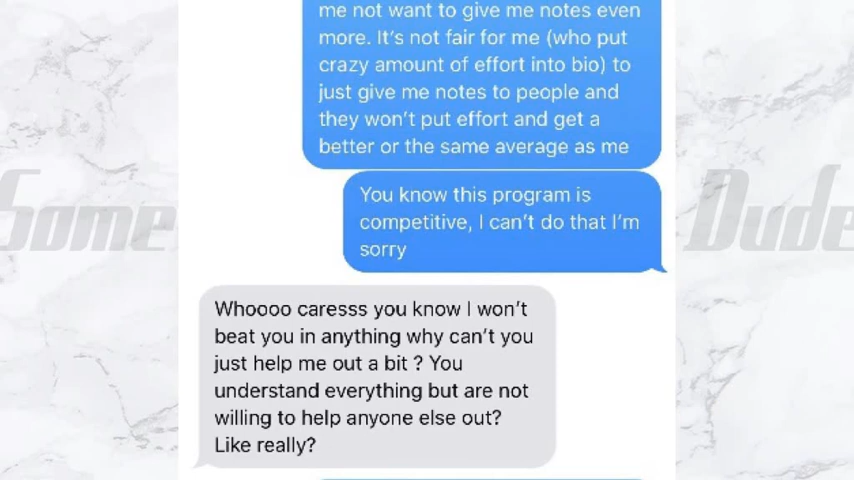 me not want to give me notes even
more. It's not fair for me (who put
crazy amount of effort into bio) to
just give me notes to people and
they won't put effort and get a
better or the same average as me
You know this program is
competitive, I can't do that I'm
sorry
Some
Dude
Whoooo caresss you know I won't
beat you in anything why can't you
just help me out a bit ? You
understand everything but are not
willing to help anyone else out?
Like really?